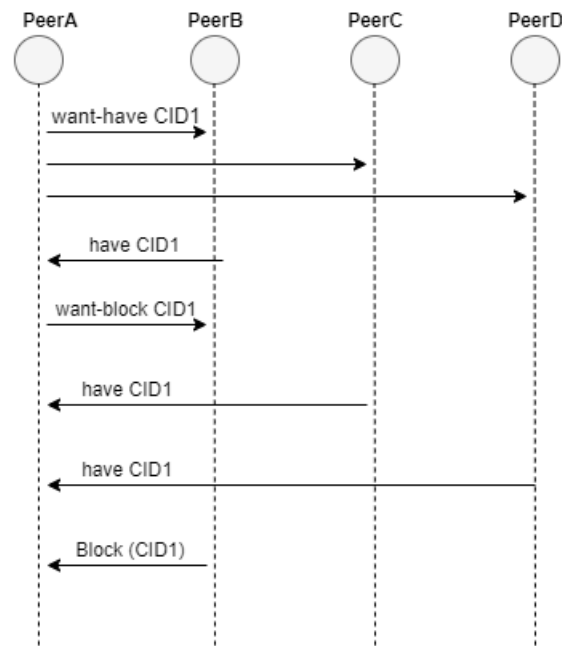 PeerA PeerB PeerC PeerD
want-have CID1
have CID1
want-block CID1
have CID1
have CID1
Block (CID1)